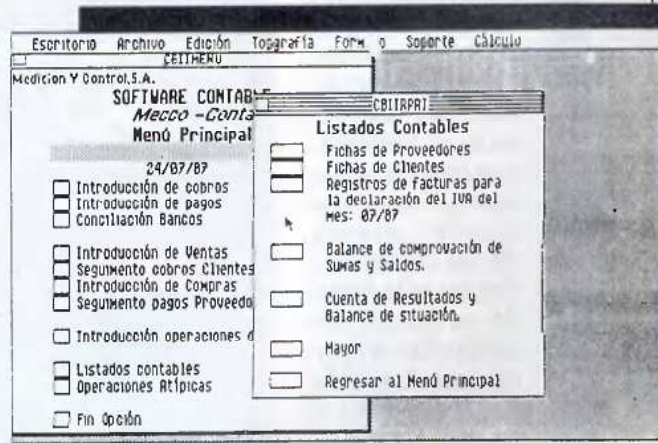 Escritorio Archivo Edición Topografía Form o Soporte Cálculo
CBITMENU
Medicion Y Control,S.A.
SOFTWARE CONTAB
Mecco -Conta
Menú Principal
24/07/87
Introducción de cobros
Introducción de pagos
Conciliación Bancos
Introducción de Ventas
Seguimento cobros Clientes
Introducción de Compras
Seguimento pagos Proveedo
Introducción operaciones d
Listados contables
Operaciones Atípicas
Fin Opción
CBITRPRI
Listados Contables
Fichas de Proveedores
Fichas de Clientes
Registros de facturas para
la declaración del IVA del
Mes: 07/87
Balance de comprovación de
Sumas y Saldos.
Cuenta de Resultados y
Balance de situación.
Mayor
Regresar al Menú Principal